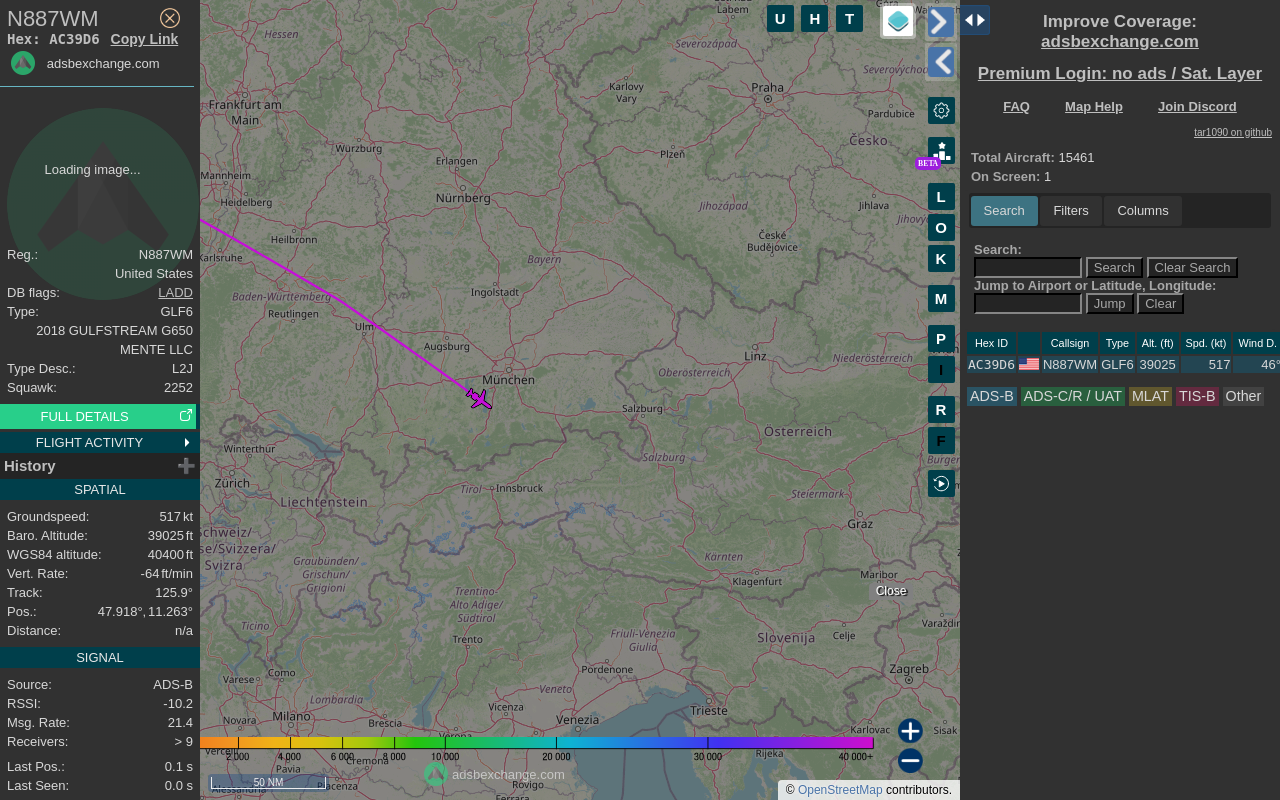 N887WM
Hex: AC39D6 Copy Link
adsbexchange.com
Loading image...
Reg.: N887WM
United States
DB flags: LADD
Type: GLF6
2018 GULFSTREAM G650
MENTE LLC
Type Desc.: L2J
Squawk: 2252
FULL DETAILS
FLIGHT ACTIVITY
History
SPATIAL
Groundspeed: 517 kt
Baro. Altitude: 39025 ft
WGS84 altitude: 40400 ft
Vert. Rate: -64 ft/min
Track: 125.9°
Pos.: 47.918°, 11.263°
Distance: n/a
SIGNAL
Source: ADS-B
RSSI: -10.2
Msg. Rate: 21.4
Receivers: > 9
Last Pos.: 0.1 s
Last Seen: 0.0 s
Labem
Hessen
Severozápad
Severovýchod
Karlovy
Vary
Praha
Frankfurt am
Main
Pardubice
Česko
Würzburg
Erlangen
Plzeň
Mannheim
Nürnberg
Heidelberg
Jihozápad
Jihlava
Heilbronn
České
Budějovice
Karlsruhe
Bayern
Baden-Württemberg
Ingolstadt
Reutlingen
Ulm
Augsburg
Linz
Niederösterreich
München
Oberösterreich
Salzburg
Österreich
Winterthur
Salzburg
Zürich
Tirol
Innsbruck
Liechtenstein
Steiermark
Graz
Schweiz/
Svizra
Graubünden/
Grischun/
Grigioni
Kärnten
Klagenfurt
Maribor
Trentino-
Alto Adige/
Südtirol
Close
Ticino
Trento
Friuli-Venezia
Giulia
Slovenija
Celje
Varese
Como
Pordenone
Zagreb
Lombardia
Veneto
Novara
Milano
Brescia
Vicenza
Venezia
Trieste
Karlovac
Sisak
Rijeka
Pavia
Cremona
Piacenza
Rovigo
Ferrara
Alessandria
2 000 4 000 6 000 8 000 10 000 20 000 30 000 40 000+
50 NM
adsbexchange.com
© OpenStreetMap contributors.
U H T
BETA
L
O
K
M
P
I
R
F
Improve Coverage:
adsbexchange.com
Premium Login: no ads / Sat. Layer
FAQ Map Help Join Discord
tar1090 on github
Total Aircraft: 15461
On Screen: 1
Search Filters Columns
Search:
Search Clear Search
Jump to Airport or Latitude, Longitude:
Jump Clear
Hex ID Callsign Type Alt. (ft) Spd. (kt) Wind D.
AC39D6 N887WM GLF6 39025 517 46°
ADS-B ADS-C/R / UAT MLAT TIS-B Other